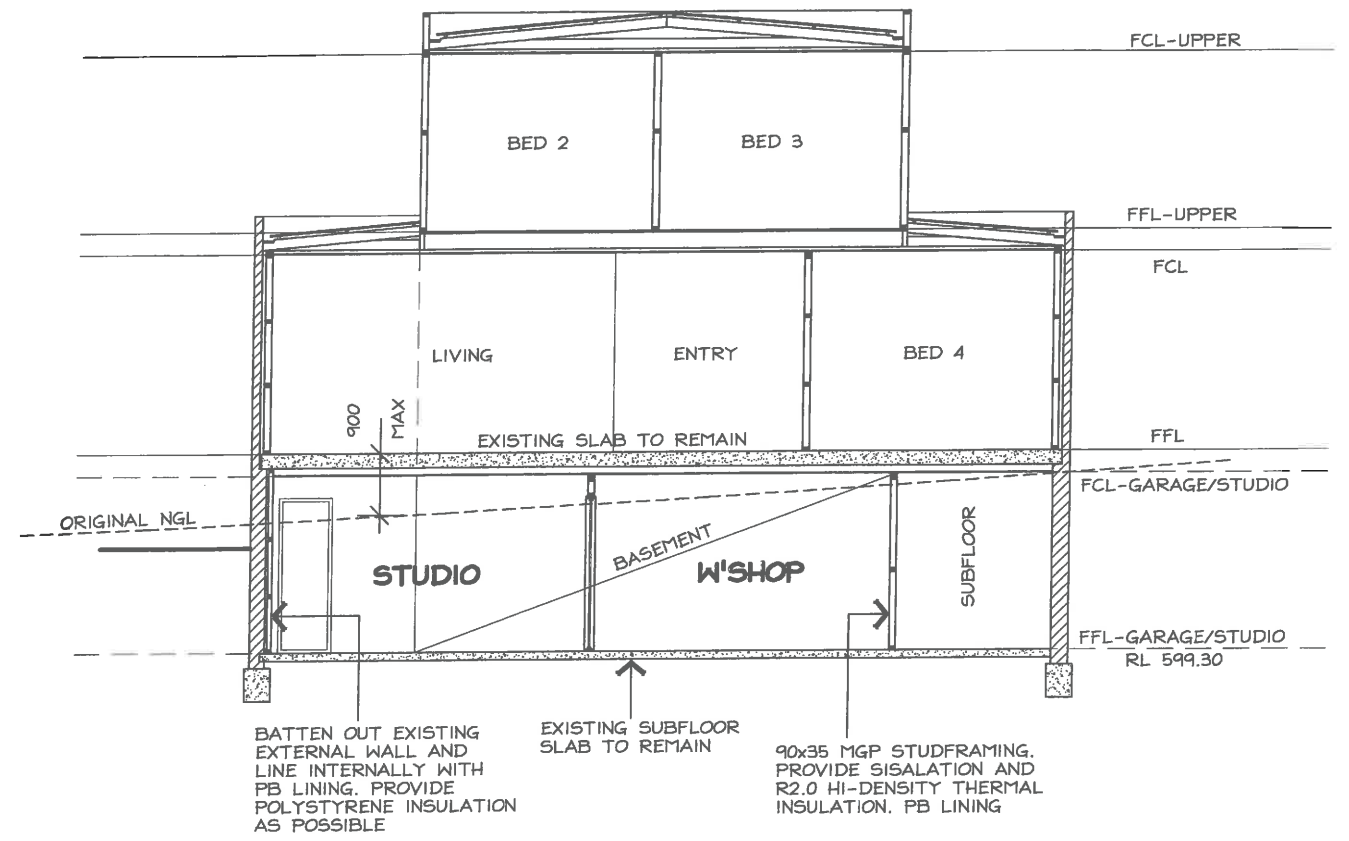 FCL-UPPER
BED 2
BED 3
FFL-UPPER
FCL
LIVING
ENTRY
BED 4
900
MAX
EXISTING SLAB TO REMAIN
FFL
FCL-GARAGE/STUDIO
ORIGINAL NGL
BASEMENT
STUDIO
W'SHOP
SUBFLOOR
FFL-GARAGE/STUDIO
RL 599.30
BATTEN OUT EXISTING
EXTERNAL WALL AND
LINE INTERNALLY WITH
PB LINING. PROVIDE
POLYSTYRENE INSULATION
AS POSSIBLE
EXISTING SUBFLOOR
SLAB TO REMAIN
90x35 MGP STUDFRAMING.
PROVIDE SISALATION AND
R2.0 HI-DENSITY THERMAL
INSULATION. PB LINING